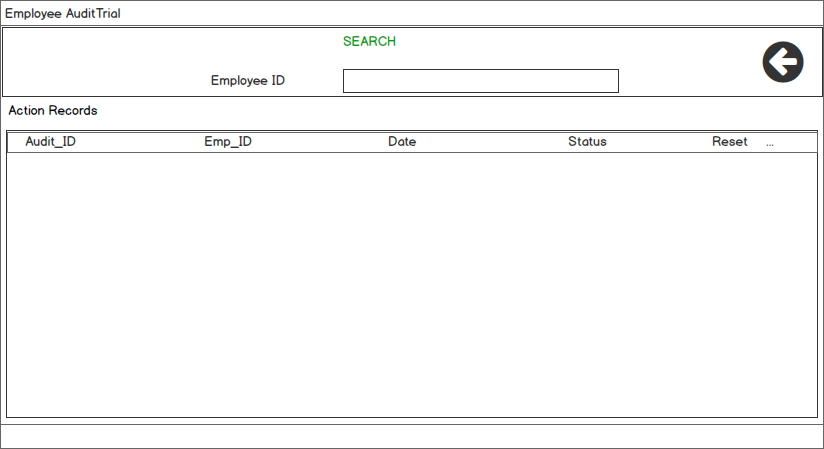 Employee AuditTrial
SEARCH
Employee ID
Action Records
Audit_ID Emp_ID Date Status Reset ...